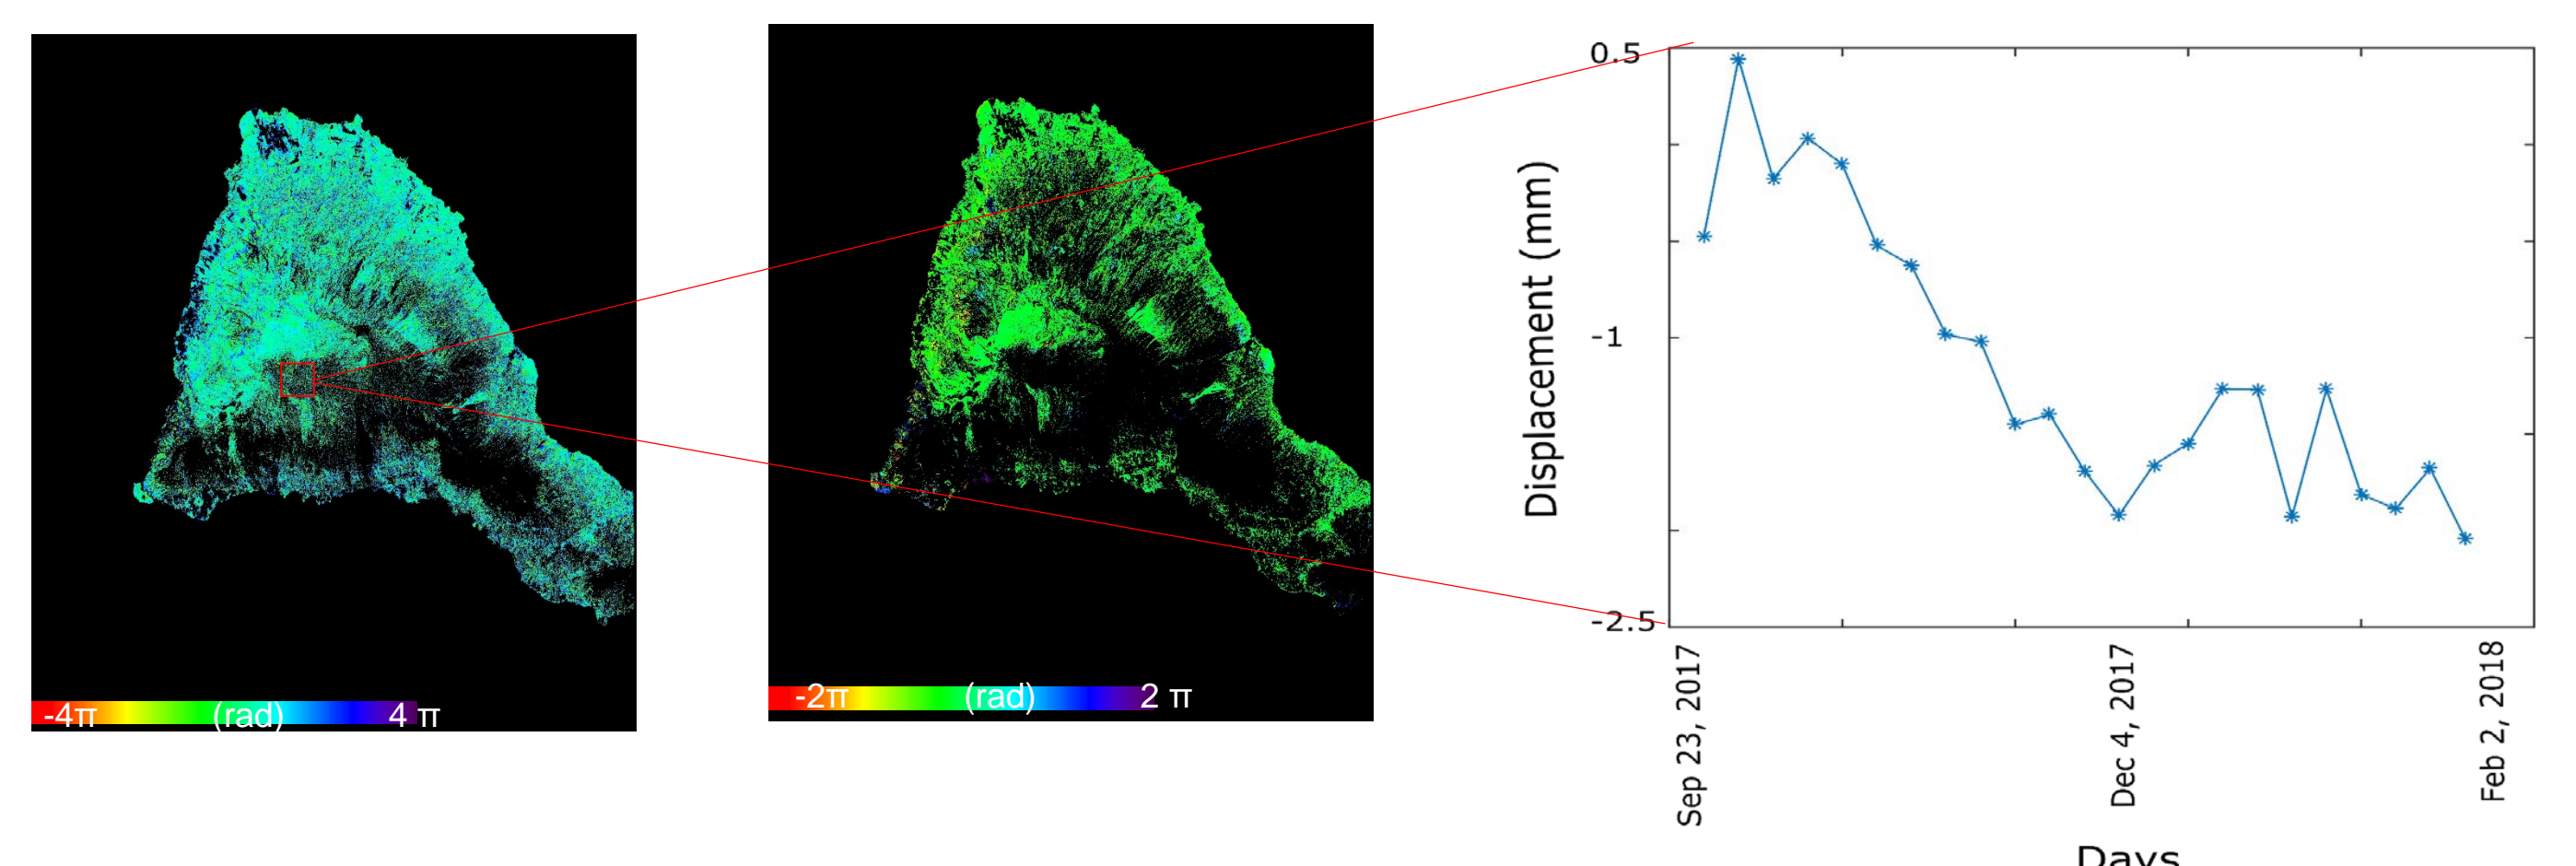 -4π (rad) 4 π
-2π (rad) 2 π
0.5
-1
-2.5
Displacement (mm)
Sep 23, 2017
Dec 4, 2017
Feb 2, 2018
Days